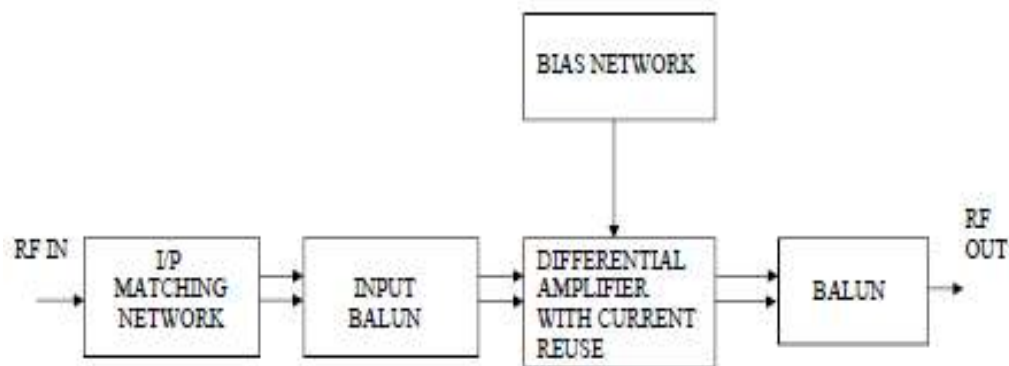 BIAS NETWORK
RF IN
I/P
MATCHING
NETWORK
INPUT
BALUN
DIFFERENTIAL
AMPLIFIER
WITH CURRENT
REUSE
BALUN
RF
OUT